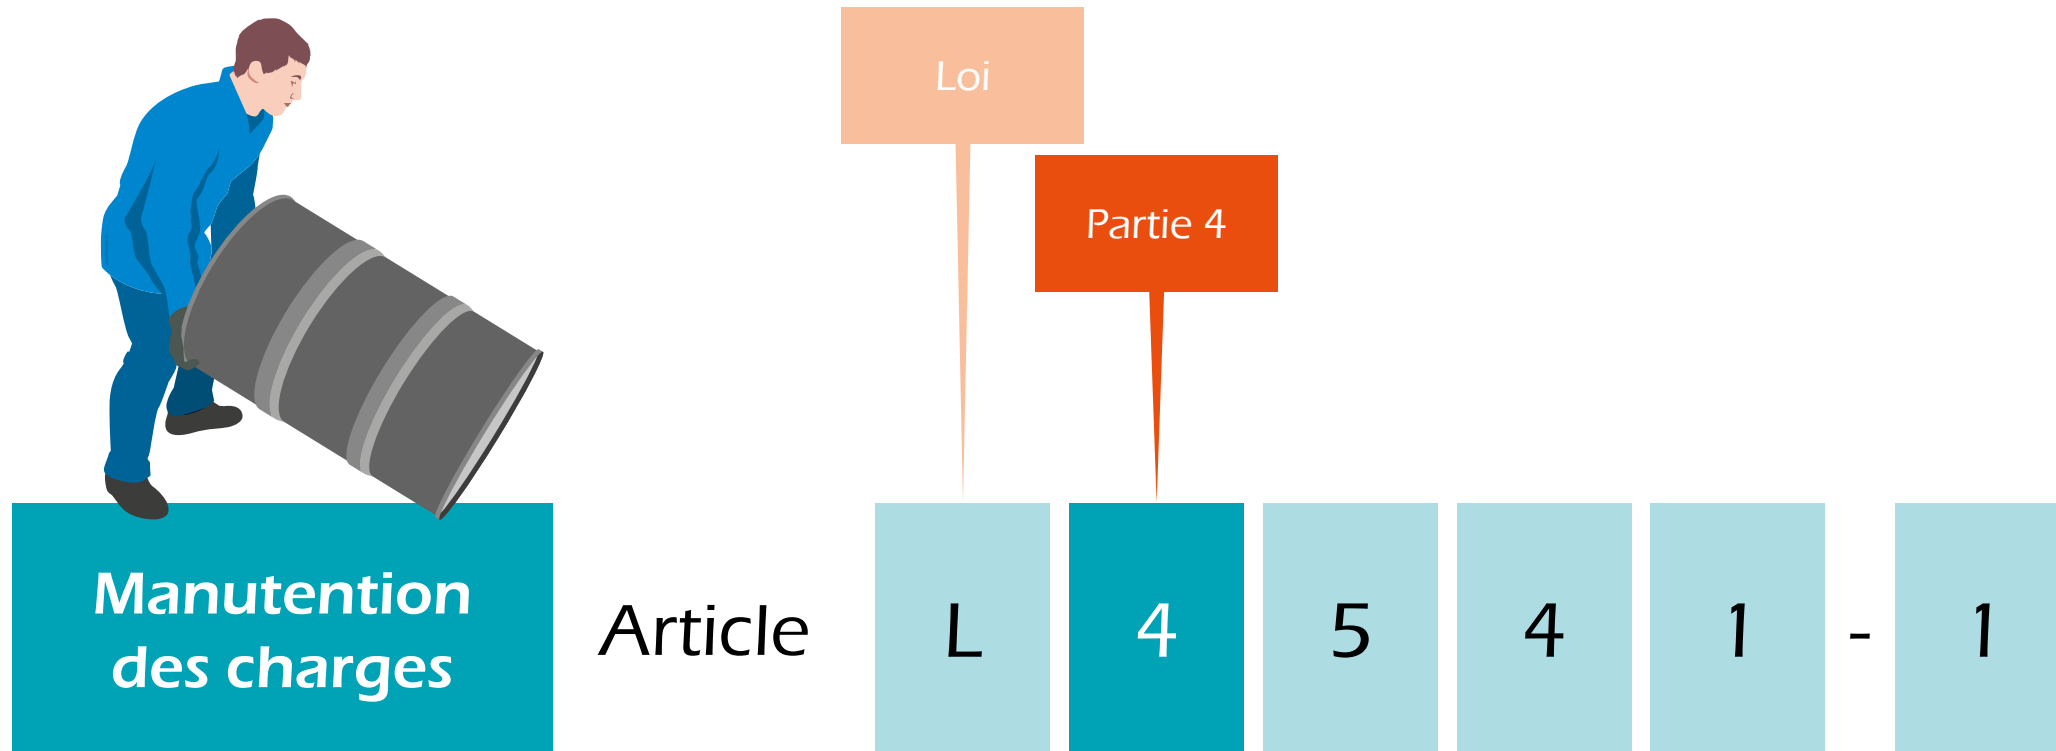 Loi
Partie 4
Manutention
des charges
Article L 4 5 4 1 - 1